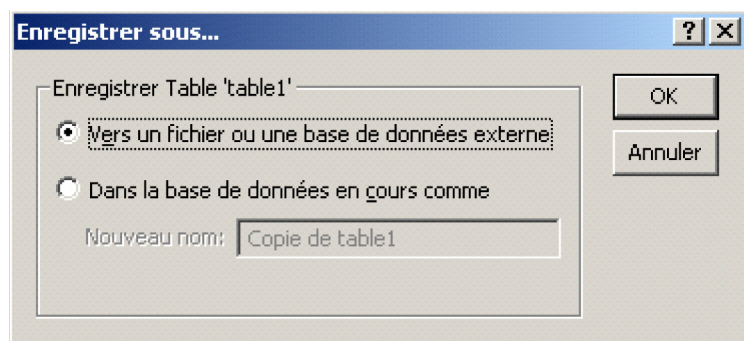 Enregistrer sous...
Enregistrer Table 'table1'
OK
Vers un fichier ou une base de données externe
Annuler
Dans la base de données en cours comme
Nouveau nom: Copie de table1